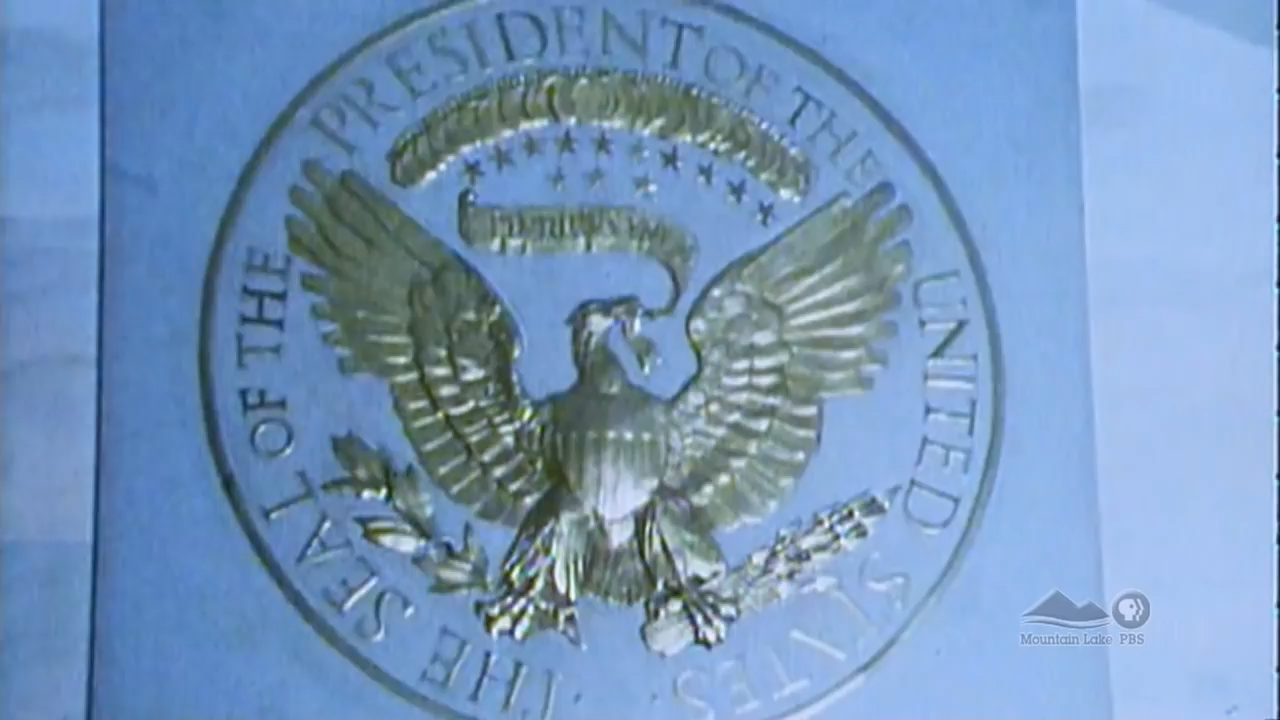 THE SEAL OF THE PRESIDENT OF THE UNITED STATES
Mountain Lake PBS